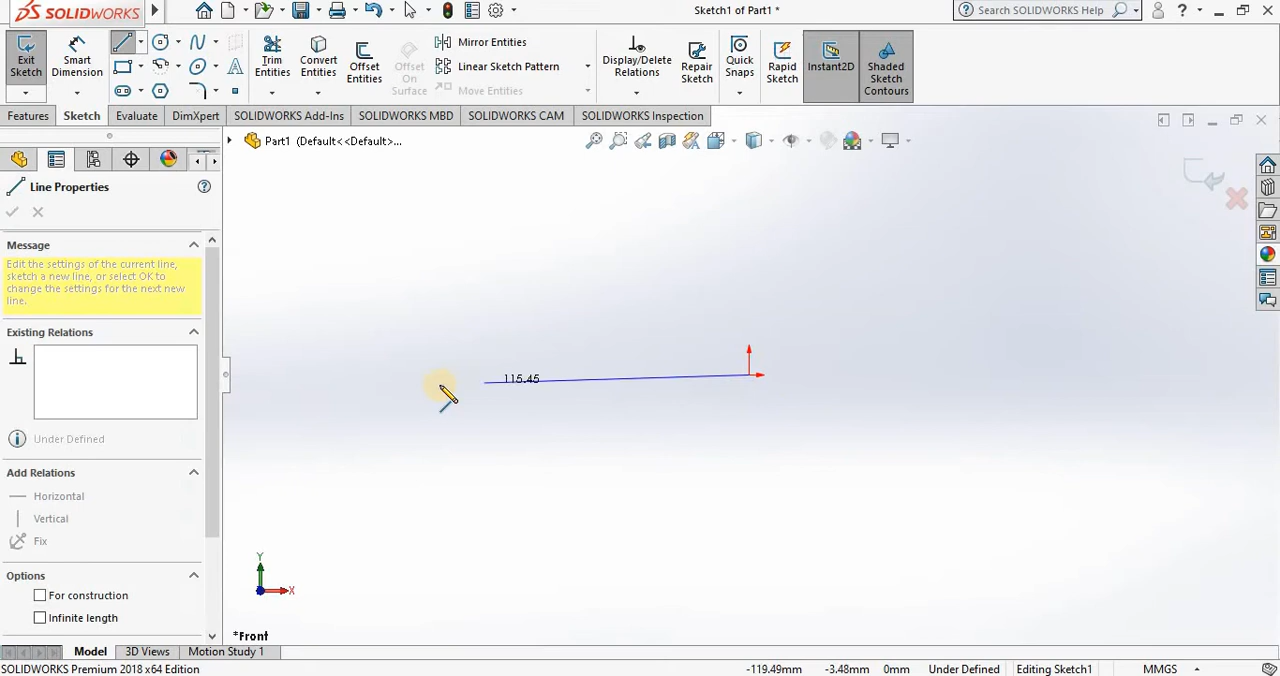 SOLIDWORKS
Sketch1 of Part1 *
Search SOLIDWORKS Help
Exit Sketch
Smart Dimension
Trim Entities
Convert Entities
Offset Entities
Offset On Surface
Mirror Entities
Linear Sketch Pattern
Move Entities
Display/Delete Relations
Repair Sketch
Quick Snaps
Rapid Sketch
Instant2D
Shaded Sketch Contours
Features
Sketch
Evaluate
DimXpert
SOLIDWORKS Add-Ins
SOLIDWORKS MBD
SOLIDWORKS CAM
SOLIDWORKS Inspection
Part1 (Default<<Default>...
Line Properties
Message
Edit the settings of the current line,
sketch a new line, or select OK to
change the settings for the next new
line.
Existing Relations
Under Defined
Add Relations
Horizontal
Vertical
Fix
Options
For construction
Infinite length
115.45
Y
X
*Front
Model
3D Views
Motion Study 1
SOLIDWORKS Premium 2018 x64 Edition
-119.49mm
-3.48mm
0mm
Under Defined
Editing Sketch1
MMGS